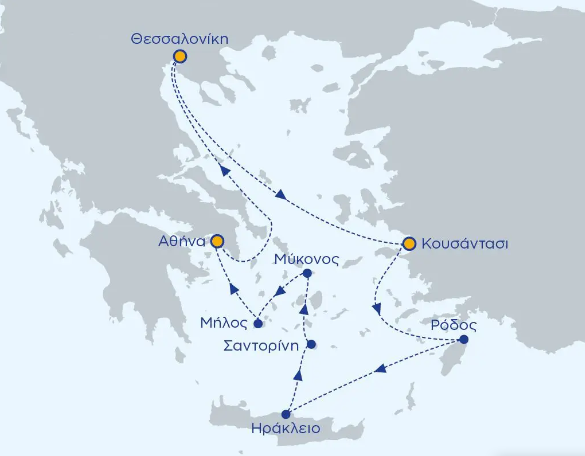 Θεσσαλονίκη
Αθήνα
Κουσάντασι
Μύκονος
Μήλος
Ρόδος
Σαντορίνη
Ηράκλειο